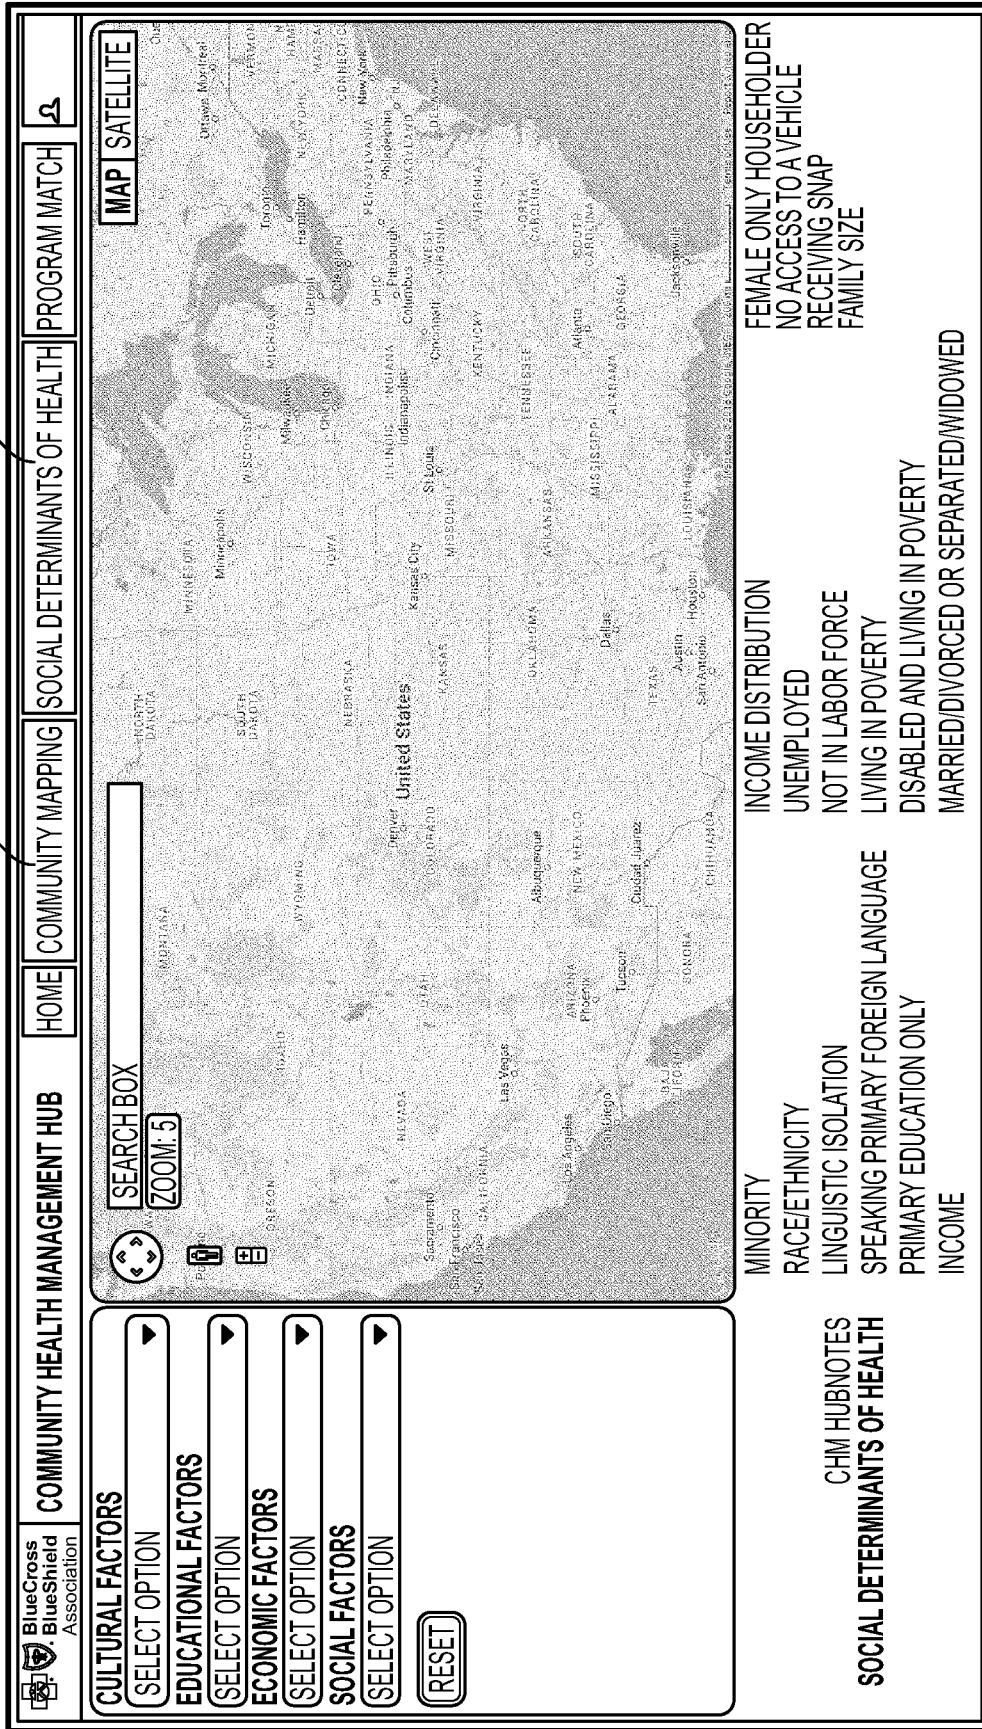 BlueCross
BlueShield
Association
COMMUNITY HEALTH MANAGEMENT HUB
HOME
COMMUNITY MAPPING
SOCIAL DETERMINANTS OF HEALTH
PROGRAM MATCH
CULTURAL FACTORS
SELECT OPTION
EDUCATIONAL FACTORS
SELECT OPTION
ECONOMIC FACTORS
SELECT OPTION
SOCIAL FACTORS
SELECT OPTION
RESET
SEARCH BOX
ZOOM: 5
MAP
SATELLITE
MONTANA
NORTH
DAKOTA
MINNESOTA
Ottawa
Montreal
VERMONT
OREGON
IDAHO
WYOMING
SOUTH
DAKOTA
Minneapolis
WISCONSIN
MICHIGAN
Toronto
Hamilton
NEW YORK
Milwaukee
Detroit
Chicago
Cleveland
CONNECTICUT
New York
NEVADA
UTAH
Denver
COLORADO
United States
NEBRASKA
IOWA
ILLINOIS
INDIANA
Indianapolis
OHIO
Columbus
Pittsburgh
PENNSYLVANIA
Philadelphia
MARYLAND
Sacramento
San Francisco
San Jose
CALIFORNIA
KANSAS
Kansas City
MISSOURI
St Louis
Cincinnati
WEST
VIRGINIA
KENTUCKY
VIRGINIA
Las Vegas
Los Angeles
San Diego
ARIZONA
Phoenix
Tucson
Albuquerque
NEW MEXICO
OKLAHOMA
ARKANSAS
TENNESSEE
NORTH
CAROLINA
SOUTH
CAROLINA
Ciudad Juarez
TEXAS
Dallas
MISSISSIPPI
ALABAMA
Atlanta
GEORGIA
BAJA
SONORA
CHIHUAHUA
Austin
San Antonio
Houston
LOUISIANA
Jacksonville
CHM HUBNOTES
SOCIAL DETERMINANTS OF HEALTH
MINORITY
RACE/ETHNICITY
LINGUISTIC ISOLATION
SPEAKING PRIMARY FOREIGN LANGUAGE
PRIMARY EDUCATION ONLY
INCOME
INCOME DISTRIBUTION
UNEMPLOYED
NOT IN LABOR FORCE
LIVING IN POVERTY
DISABLED AND LIVING IN POVERTY
MARRIED/DIVORCED OR SEPARATED/WIDOWED
FEMALE ONLY HOUSEHOLDER
NO ACCESS TO A VEHICLE
RECEIVING SNAP
FAMILY SIZE